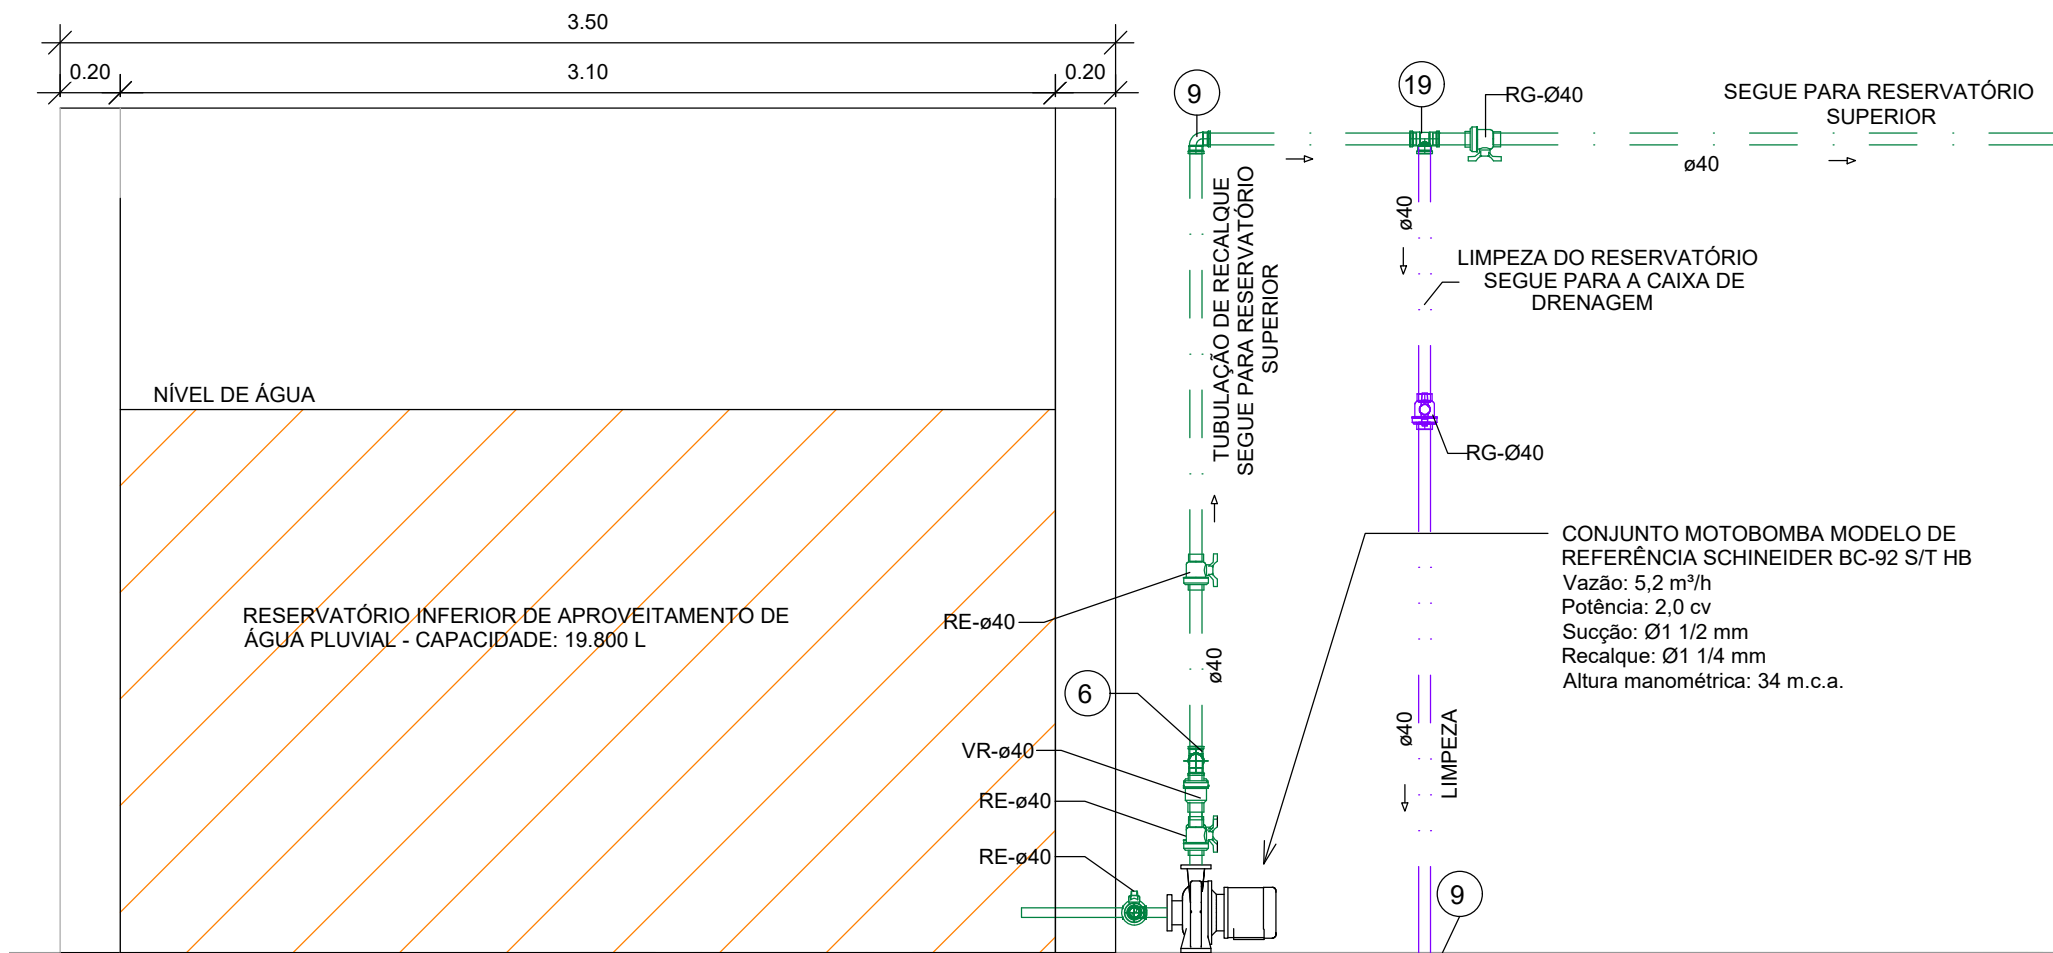 3.50
0.20
3.10
0.20
9
19
RG-Ø40
SEGUE PARA RESERVATÓRIO
SUPERIOR
ø40
ø40
TUBULAÇÃO DE RECALQUE
SEGUE PARA RESERVATÓRIO
SUPERIOR
LIMPEZA DO RESERVATÓRIO
SEGUE PARA A CAIXA DE
DRENAGEM
NÍVEL DE ÁGUA
RG-Ø40
CONJUNTO MOTOBOMBA MODELO DE
REFERÊNCIA SCHINEIDER BC-92 S/T HB
Vazão: 5,2 m³/h
Potência: 2,0 cv
Sucção: Ø1 1/2 mm
Recalque: Ø1 1/4 mm
Altura manométrica: 34 m.c.a.
RESERVATÓRIO INFERIOR DE APROVEITAMENTO DE
ÁGUA PLUVIAL - CAPACIDADE: 19.800 L
RE-ø40
ø40
6
VR-ø40
RE-ø40
RE-ø40
ø40
LIMPEZA
9